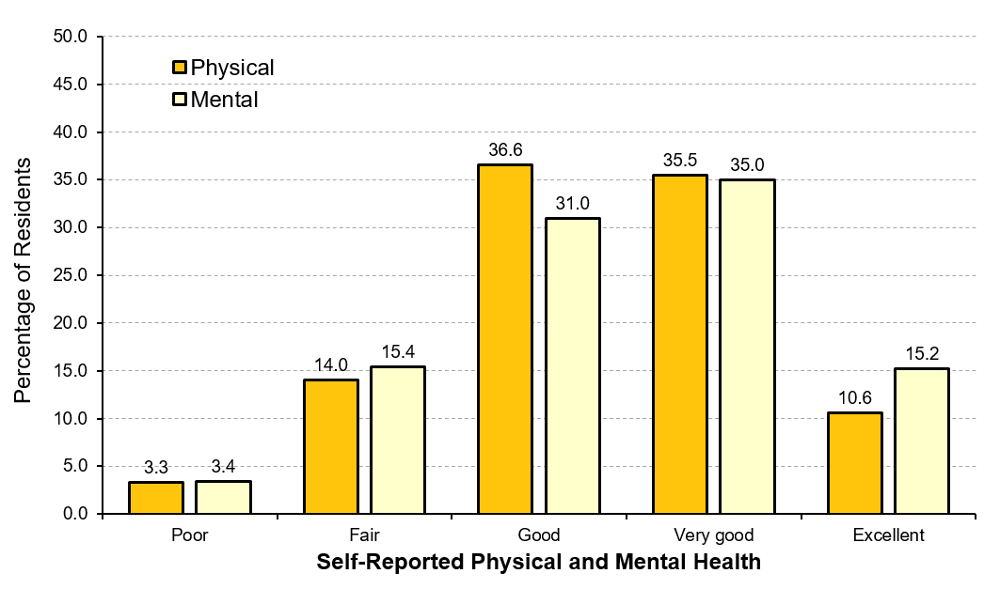 50.0
45.0
40.0
35.0
30.0
25.0
20.0
15.0
10.0
5.0
0.0
Percentage of Residents
Physical
Mental
3.3
3.4
14.0
15.4
36.6
31.0
35.5
35.0
10.6
15.2
Poor
Fair
Good
Very good
Excellent
Self-Reported Physical and Mental Health